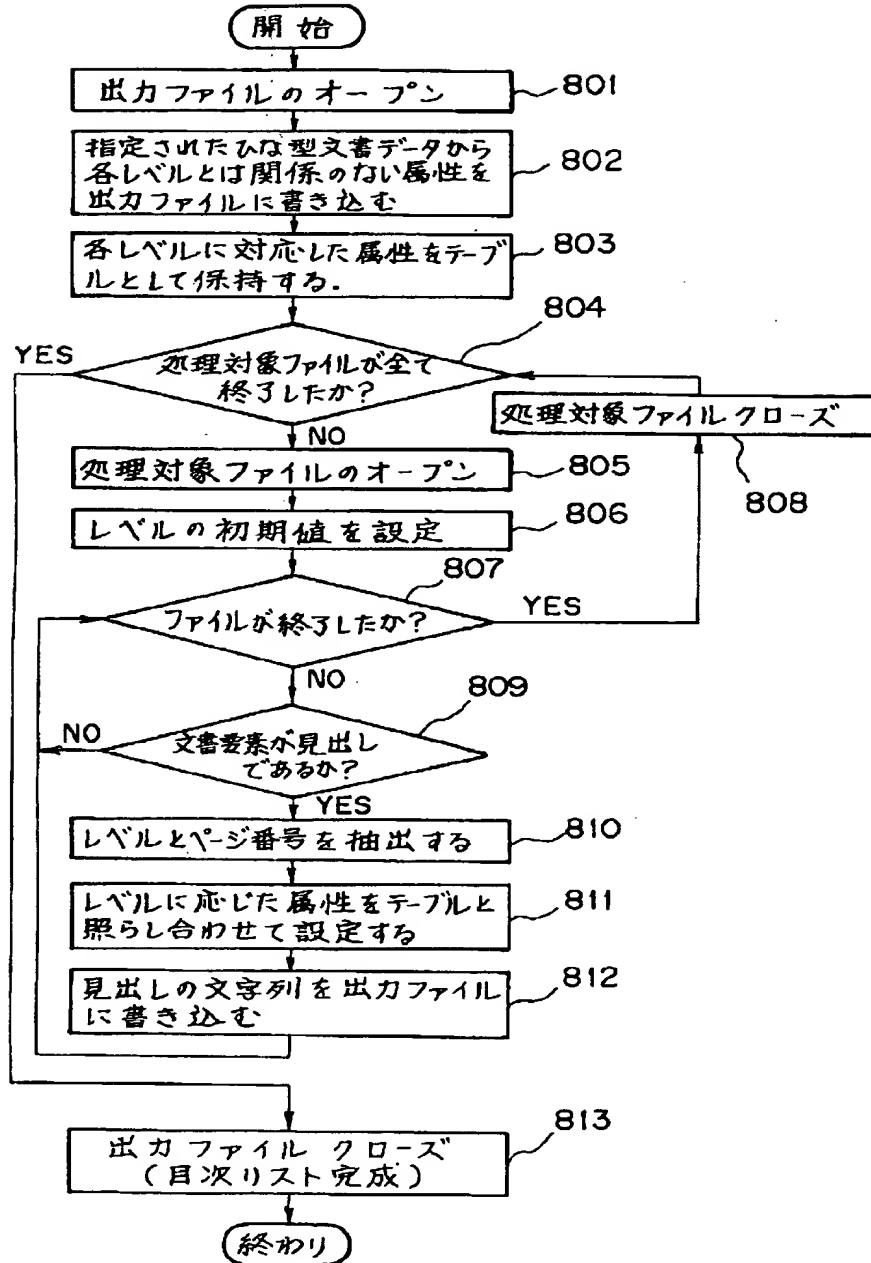 開始
出力ファイルのオープン
801
指定されたひな型文書データから
各レベルとは関係のない属性を
出力ファイルに書き込む
802
各レベルに対応した属性をテーブ
ルとして保持する.
803
804
YES
処理対象ファイルが全て
終了したか?
NO
処理対象ファイルクローズ
808
処理対象ファイルのオープン
805
レベルの初期値を設定
806
807
ファイルが終了したか?
YES
NO
809
NO
文書要素が見出し
であるか?
YES
レベルとページ番号を抽出する
810
レベルに応じた属性をテーブルと
照らし合わせて設定する
811
見出しの文字列を出力ファイル
に書き込む
812
出力ファイル クローズ
(目次リスト完成)
813
終わり